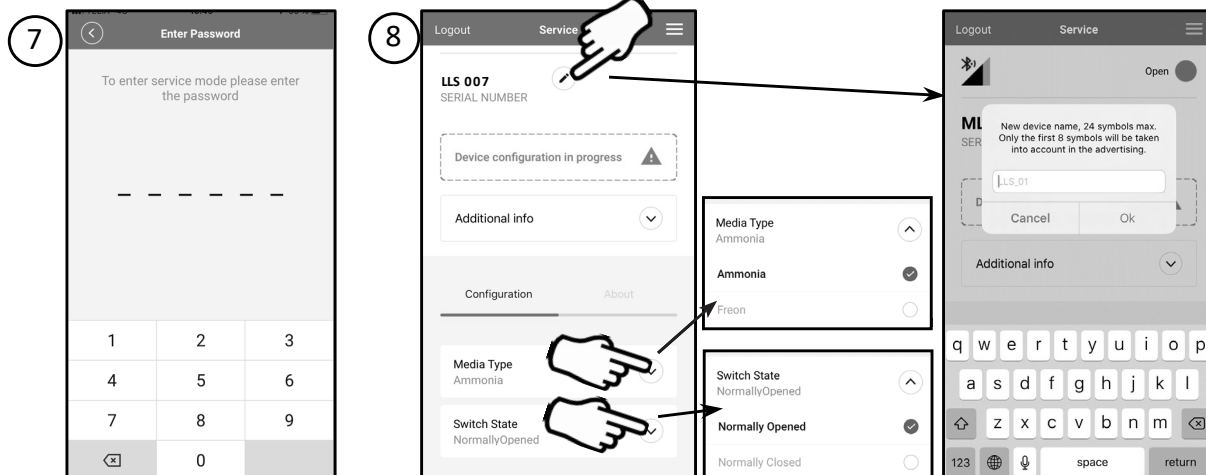 7
Enter Password
To enter service mode please enter
the password
1 2 3
4 5 6
7 8 9
0
8
Logout Service
LLS 007
SERIAL NUMBER
Device configuration in progress
Additional info
Configuration About
Media Type
Ammonia
Switch State
NormallyOpened
Media Type
Ammonia
Ammonia
Freon
Switch State
NormallyOpened
Normally Opened
Normally Closed
Logout Service
Open
ML
SER
New device name, 24 symbols max.
Only the first 8 symbols will be taken
into account in the advertising.
LLS_01
D
Cancel Ok
Additional info
q w e r t y u i o p
a s d f g h j k l
z x c v b n m
123 space return